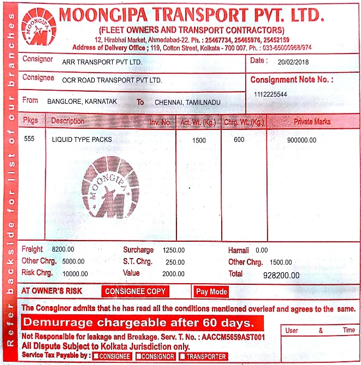 MOONGIPA TRANSPORT PVT. LTD.
(FLEET OWNERS AND TRANSPORT CONTRACTORS)
12, Hirabhai Market, Ahmedabad-22. Ph. : 25467734, 25465976, 25452159
Address of Delivery Office ; 119, Cotton Street, Kolkata - 700 007. Ph. : 033-65000968/974
Consignor ARR TRANSPORT PVT LTD. Date : 20/02/2018
Consignee OCR ROAD TRANSPORT PVT LTD. Consignment Note No. :
1112225544
From BANGLORE, KARNATAK To CHENNAI, TAMILNADU
Pkgs Description Inv. No. Act. Wt. (Kg.) Chrg. Wt. (Kg.) Private Marks
555 LIQUID TYPE PACKS 1500 600 900000.00
MOONGIPA
Fraight 8200.00 Surcharge 1250.00 Hamali 0.00
Other Chrg. 5000.00 S.T. Chrg. 250.00 Other Chrg. 1500.00
Risk Chrg. 10000.00 Value 2000.00 Total 928200.00
AT OWNER'S RISK CONSIGNEE COPY Pay Mode
The Consginor admits that he has read all the conditions mentioned overleaf and agrees to the same.
Demurrage chargeable after 60 days.
User & Time
Not Responsible for leakage and Breakage. Serv. T. No. : AACCM5659AST001
All Dispute Subject to Kolkata Jurisdiction only.
Service Tax Payable by : CONSIGNEE CONSIGNOR TRANSPORTER
Refer backside for list of our branches